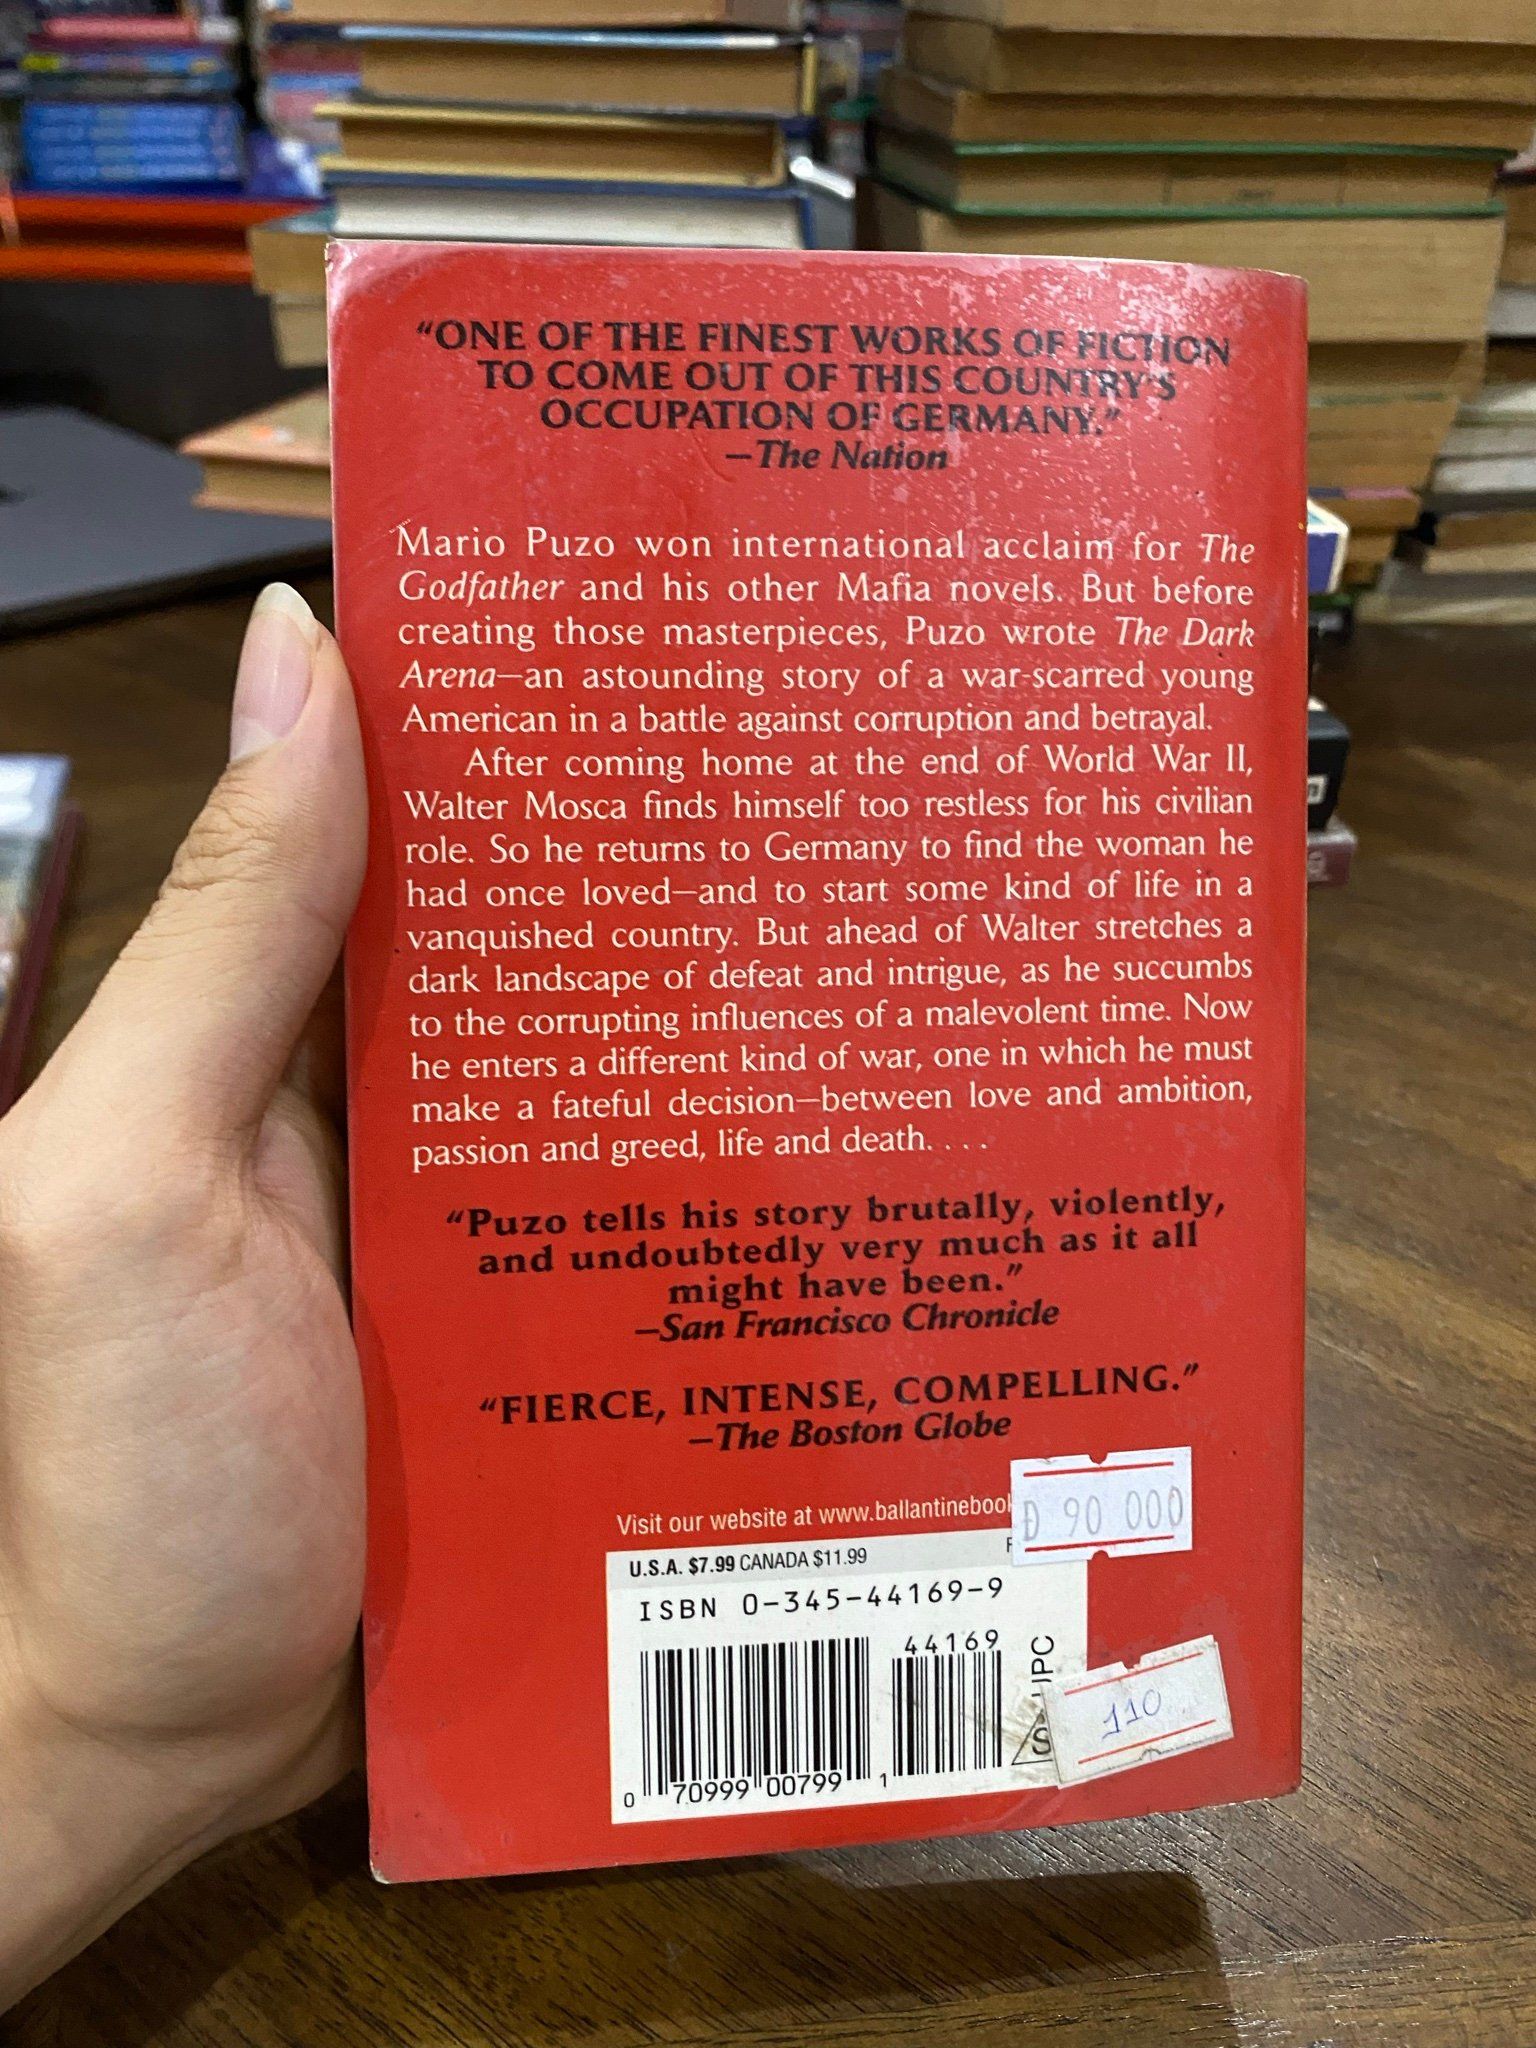 “ONE OF THE FINEST WORKS OF FICTION
TO COME OUT OF THIS COUNTRY'S
OCCUPATION OF GERMANY.”
—The Nation
Mario Puzo won international acclaim for The
Godfather and his other Mafia novels. But before
creating those masterpieces, Puzo wrote The Dark
Arena—an astounding story of a war-scarred young
American in a battle against corruption and betrayal.
After coming home at the end of World War II,
Walter Mosca finds himself too restless for his civilian
role. So he returns to Germany to find the woman he
had once loved—and to start some kind of life in a
vanquished country. But ahead of Walter stretches a
dark landscape of defeat and intrigue, as he succumbs
to the corrupting influences of a malevolent time. Now
he enters a different kind of war, one in which he must
make a fateful decision—between love and ambition,
passion and greed, life and death. . . .
“Puzo tells his story brutally, violently,
and undoubtedly very much as it all
might have been.”
—San Francisco Chronicle
“FIERCE, INTENSE, COMPELLING.”
—The Boston Globe
Visit our website at www.ballantinebook
Đ 90 000
U.S.A. $7.99 CANADA $11.99
ISBN 0-345-44169-9
44169
UPC
S
110
0 70999 00799 1